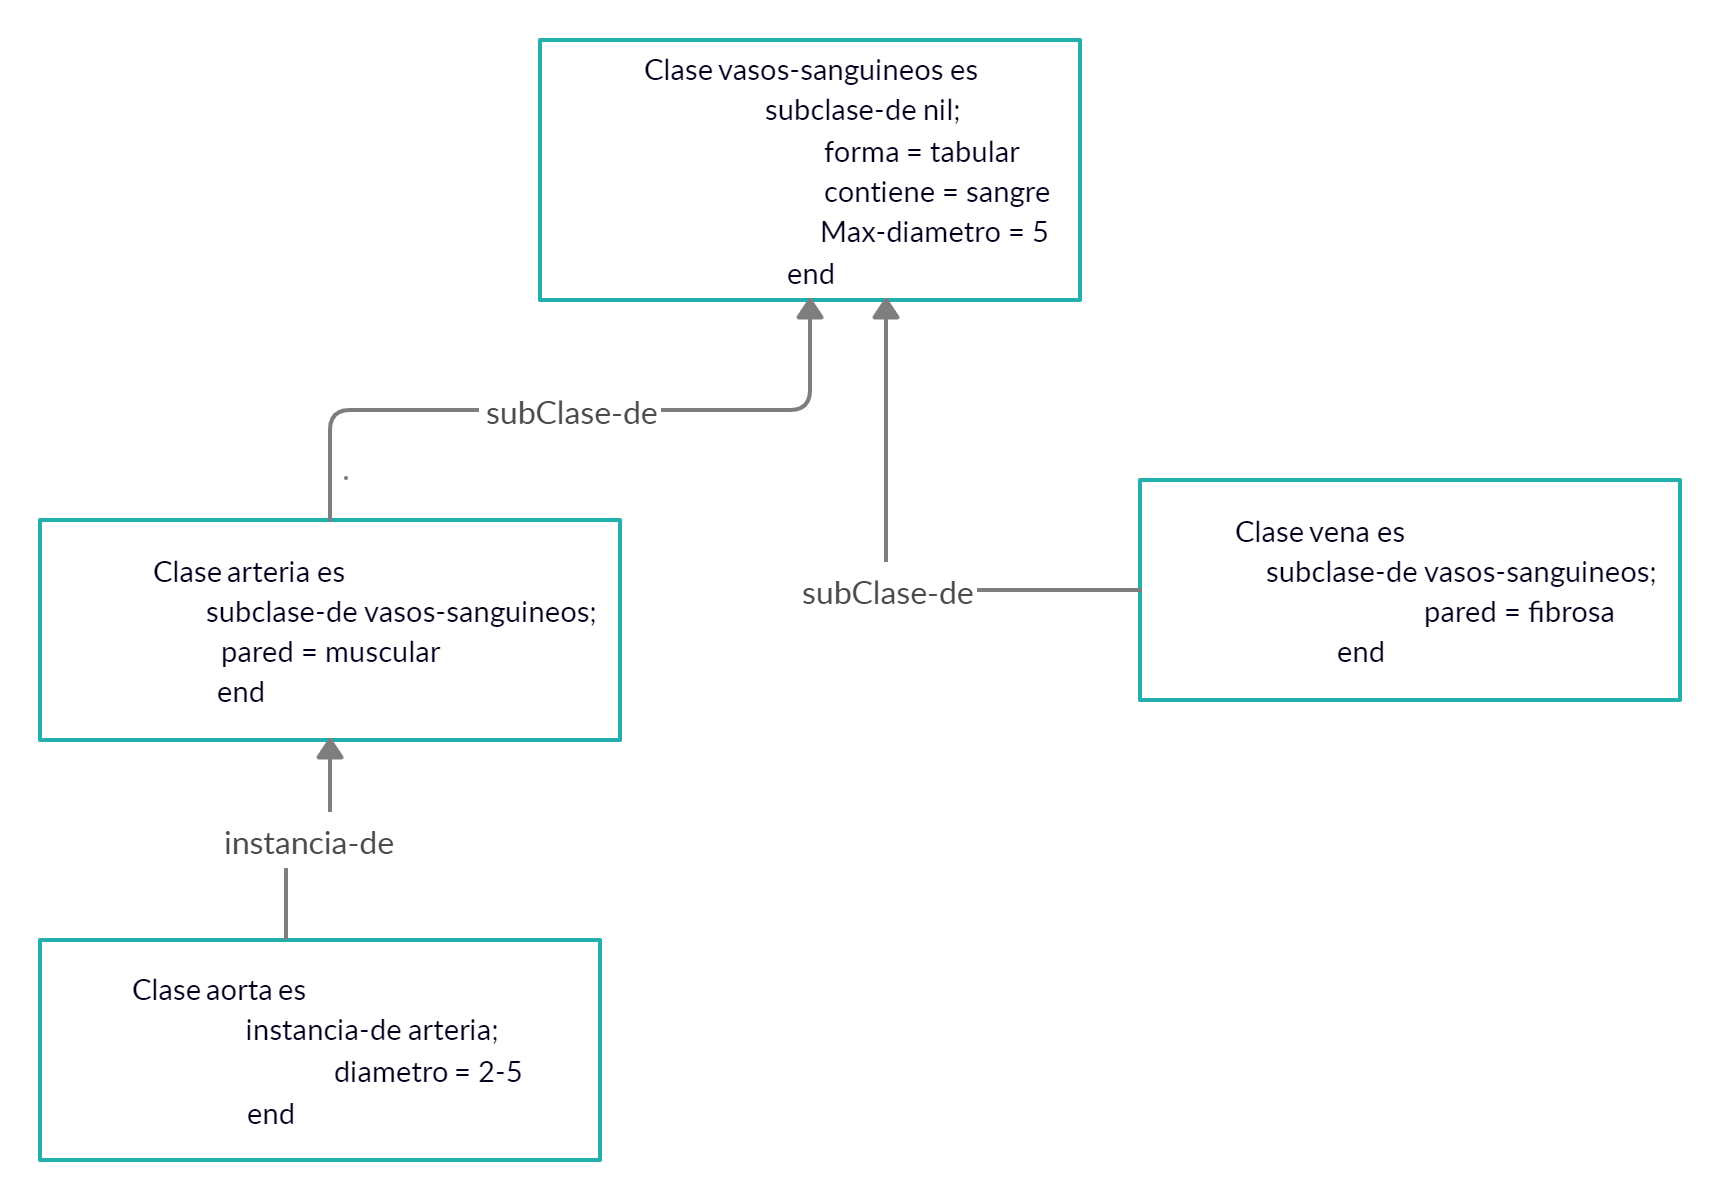 Clase vasos-sanguineos es
subclase-de nil;
forma = tabular
contiene = sangre
Max-diametro = 5
end
subClase-de
Clase arteria es
subclase-de vasos-sanguineos;
pared = muscular
end
subClase-de
Clase vena es
subclase-de vasos-sanguineos;
pared = fibrosa
end
instancia-de
Clase aorta es
instancia-de arteria;
diametro = 2-5
end